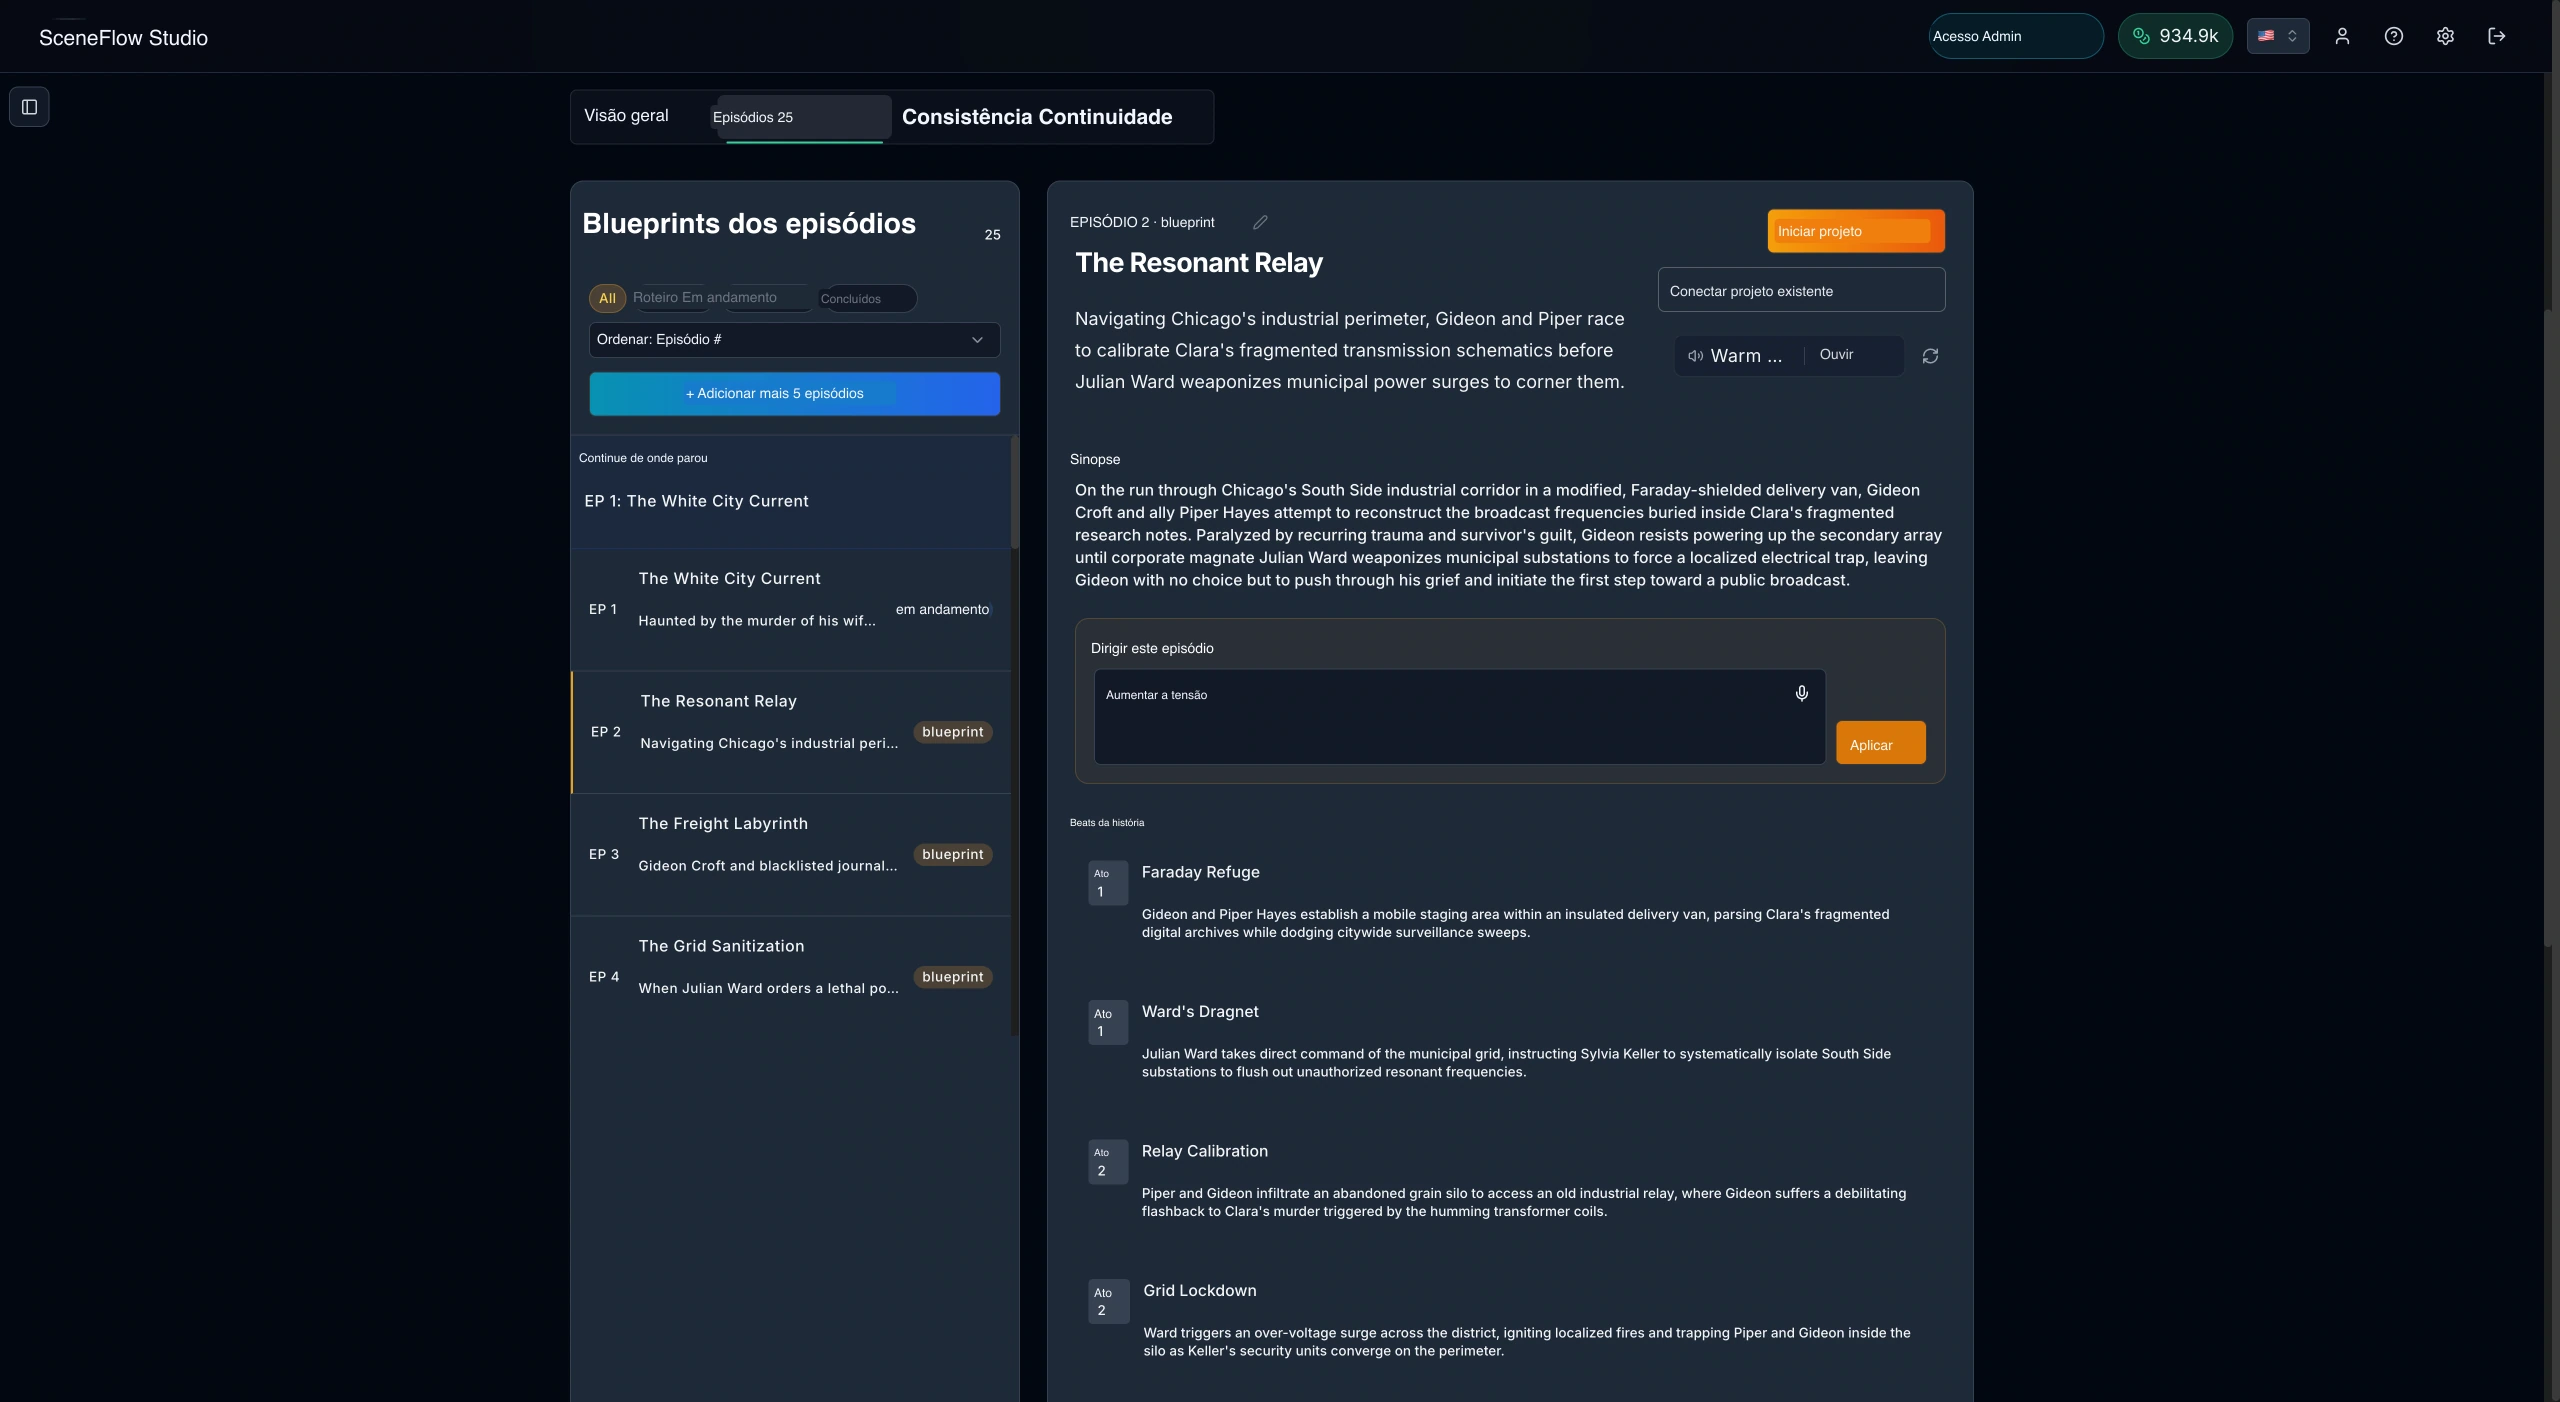 SceneFlow Studio
Acesso Admin
934.9k
Visão geral
Episódios 25
Consistência Continuidade
Blueprints dos episódios
25
All
Roteiro Em andamento
Concluídos
Ordenar: Episódio #
+ Adicionar mais 5 episódios
Continue de onde parou
EP 1: The White City Current
The White City Current
EP 1
em andamento
Haunted by the murder of his wif...
The Resonant Relay
EP 2
blueprint
Navigating Chicago's industrial peri...
The Freight Labyrinth
EP 3
blueprint
Gideon Croft and blacklisted journal...
The Grid Sanitization
EP 4
blueprint
When Julian Ward orders a lethal po...
EPISÓDIO 2 · blueprint
Iniciar projeto
The Resonant Relay
Conectar projeto existente
Navigating Chicago's industrial perimeter, Gideon and Piper race
to calibrate Clara's fragmented transmission schematics before
Julian Ward weaponizes municipal power surges to corner them.
Warm ...
Ouvir
Sinopse
On the run through Chicago's South Side industrial corridor in a modified, Faraday-shielded delivery van, Gideon
Croft and ally Piper Hayes attempt to reconstruct the broadcast frequencies buried inside Clara's fragmented
research notes. Paralyzed by recurring trauma and survivor's guilt, Gideon resists powering up the secondary array
until corporate magnate Julian Ward weaponizes municipal substations to force a localized electrical trap, leaving
Gideon with no choice but to push through his grief and initiate the first step toward a public broadcast.
Dirigir este episódio
Aumentar a tensão
Aplicar
Beats da história
Ato
1
Faraday Refuge
Gideon and Piper Hayes establish a mobile staging area within an insulated delivery van, parsing Clara's fragmented
digital archives while dodging citywide surveillance sweeps.
Ato
1
Ward's Dragnet
Julian Ward takes direct command of the municipal grid, instructing Sylvia Keller to systematically isolate South Side
substations to flush out unauthorized resonant frequencies.
Ato
2
Relay Calibration
Piper and Gideon infiltrate an abandoned grain silo to access an old industrial relay, where Gideon suffers a debilitating
flashback to Clara's murder triggered by the humming transformer coils.
Ato
2
Grid Lockdown
Ward triggers an over-voltage surge across the district, igniting localized fires and trapping Piper and Gideon inside the
silo as Keller's security units converge on the perimeter.